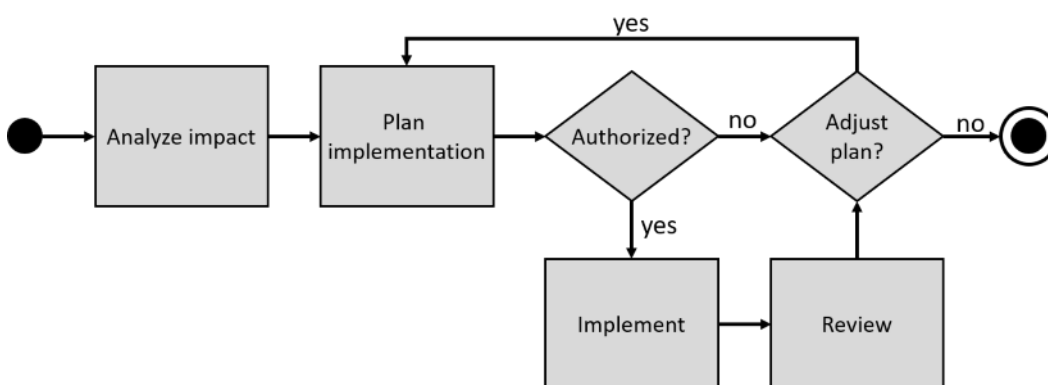 yes
Analyze impact
Plan
implementation
Authorized?
no
Adjust
plan?
no
yes
Implement
Review